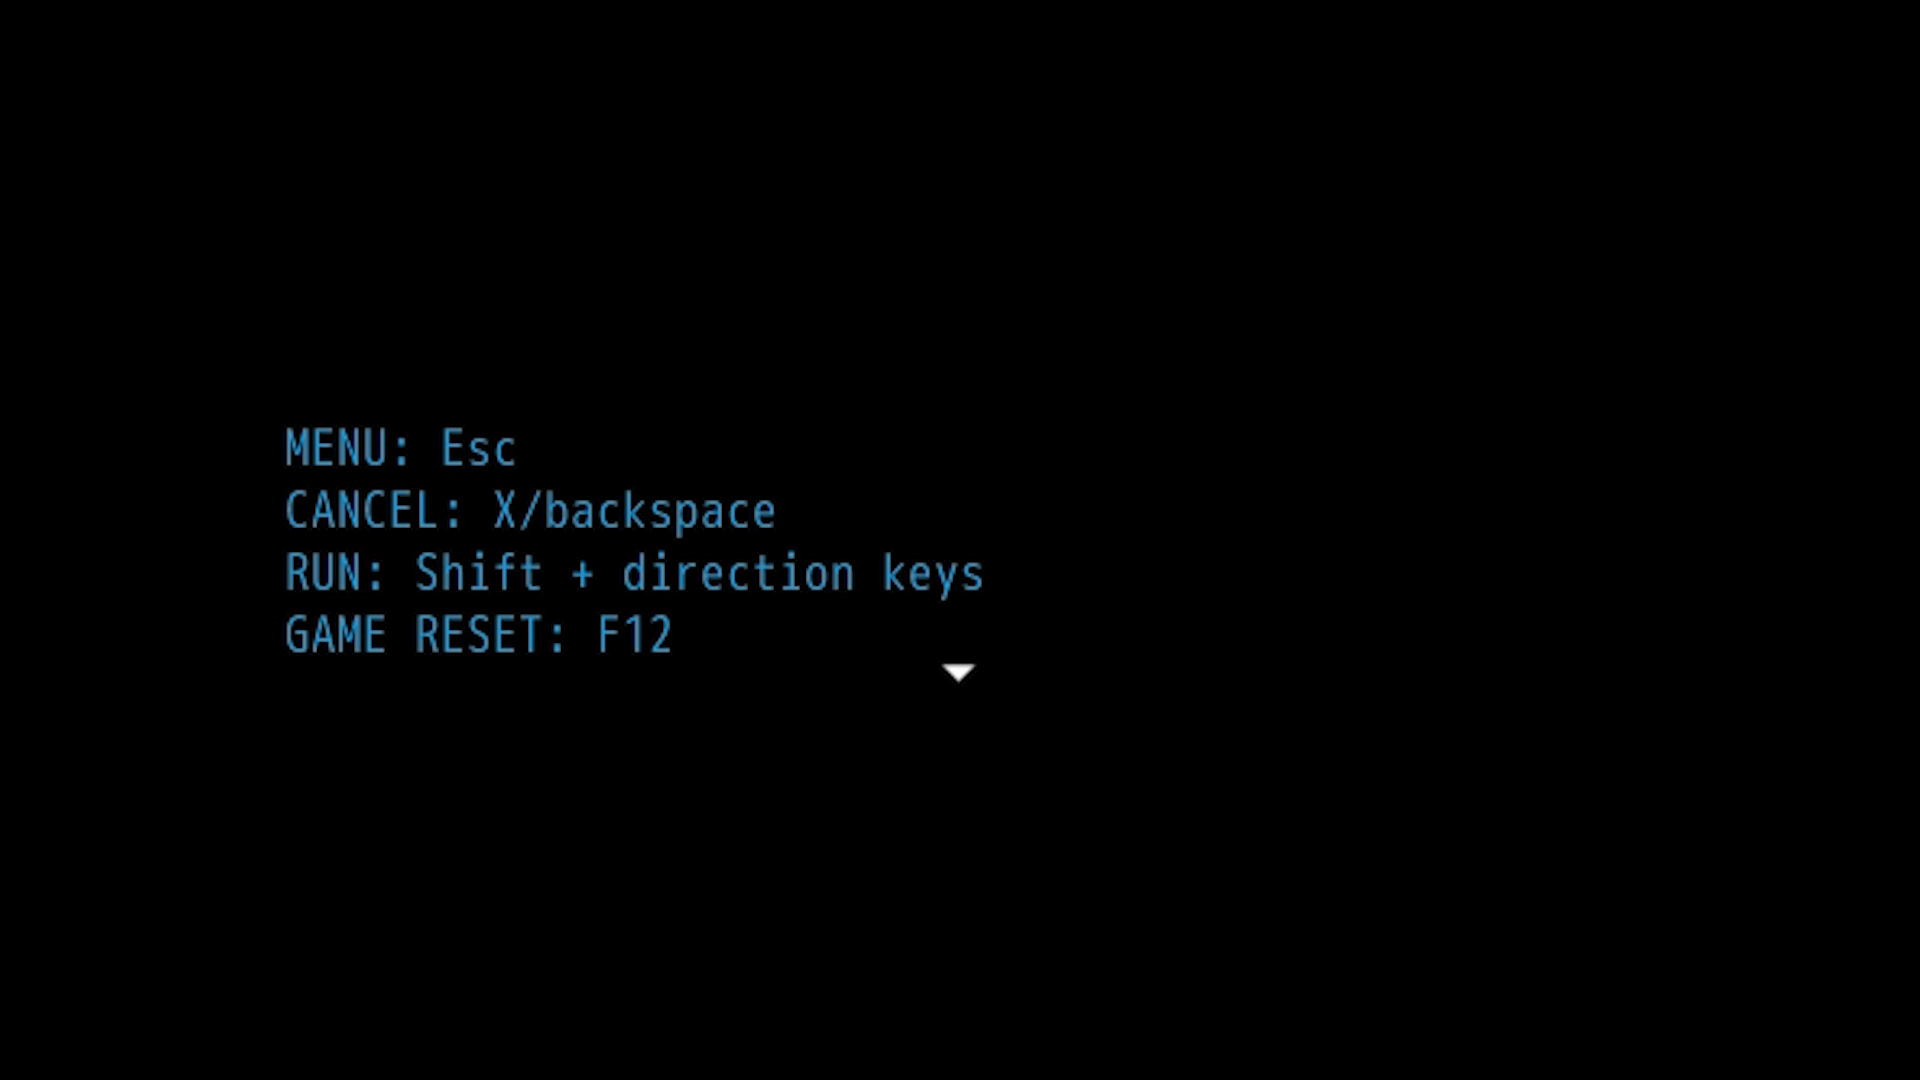 MENU: Esc
CANCEL: X/backspace
RUN: Shift + direction keys
GAME RESET: F12